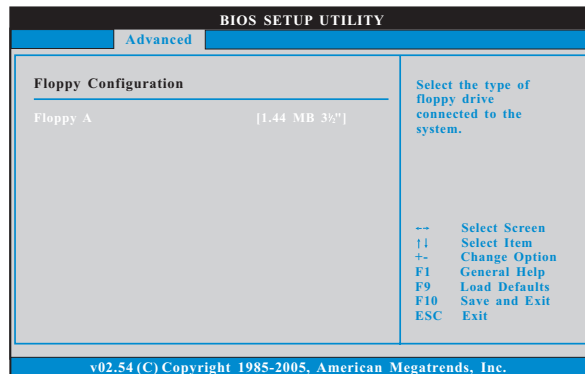 BIOS SETUP UTILITY
Advanced
Floppy Configuration
Floppy A [1.44 MB 3½"]
Select the type of
floppy drive
connected to the
system.
←→ Select Screen
↑↓ Select Item
+- Change Option
F1 General Help
F9 Load Defaults
F10 Save and Exit
ESC Exit
v02.54 (C) Copyright 1985-2005, American Megatrends, Inc.